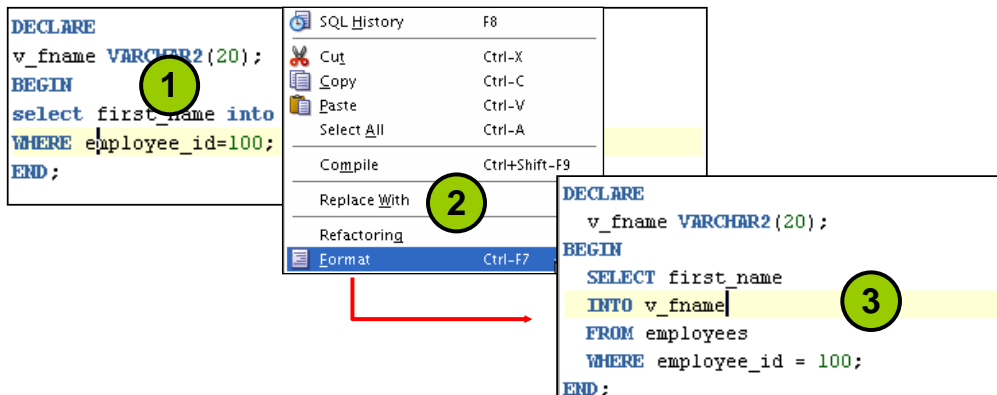 DECLARE
v_fname VARCHAR2(20);
BEGIN
select first_name into
WHERE employee_id=100;
END;
1
SQL History F8
Cut Ctrl-X
Copy Ctrl-C
Paste Ctrl-V
Select All Ctrl-A
Compile Ctrl+Shift-F9
Replace With
2
Refactoring
Format Ctrl-F7
DECLARE
v_fname VARCHAR2(20);
BEGIN
SELECT first_name
INTO v_fname
3
FROM employees
WHERE employee_id = 100;
END;